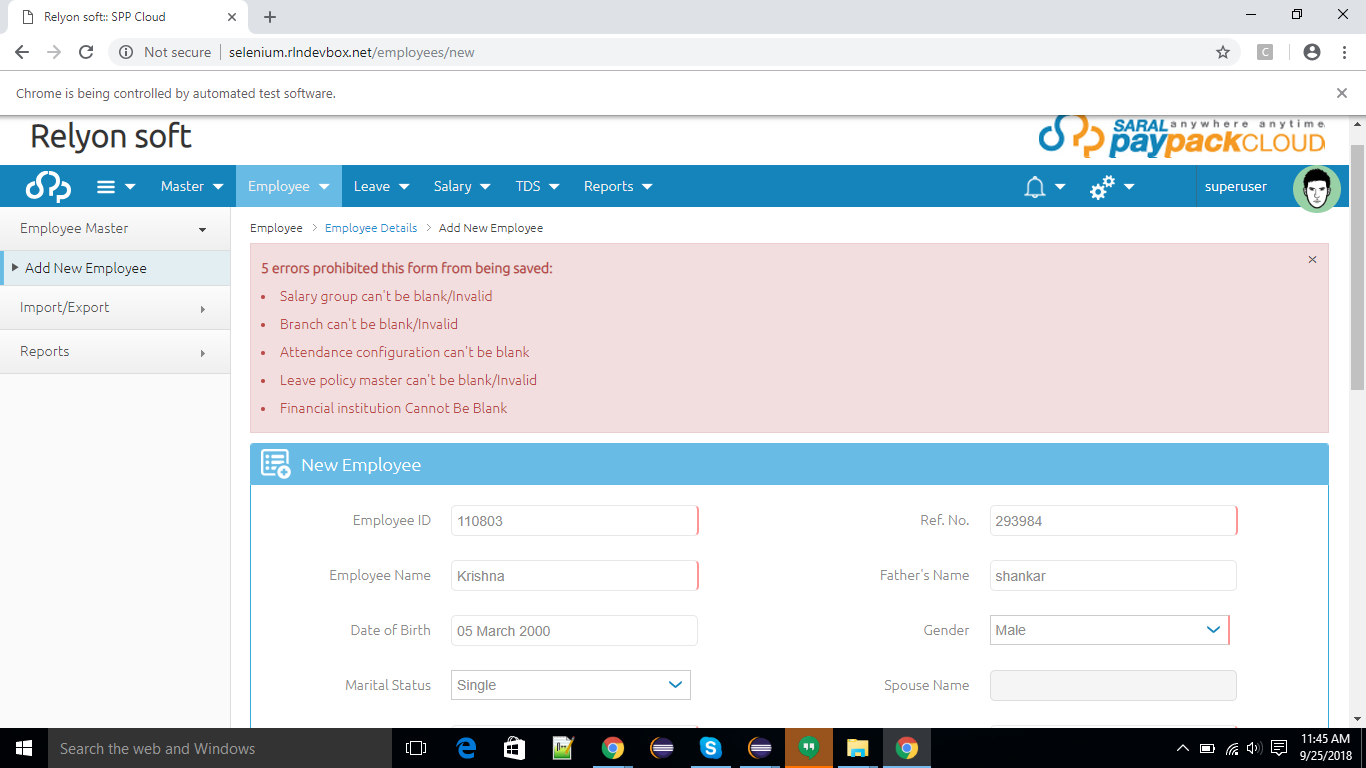 Relyon soft:: SPP Cloud
Not secure selenium.rlndevbox.net/employees/new
C
Chrome is being controlled by automated test software.
Relyon soft
SARAL anywhere anytime
paypackCLOUD
Master Employee Leave Salary TDS Reports superuser
Employee Master
Employee > Employee Details > Add New Employee
Add New Employee
Import/Export
Reports
5 errors prohibited this form from being saved:
Salary group can't be blank/Invalid
Branch can't be blank/Invalid
Attendance configuration can't be blank
Leave policy master can't be blank/Invalid
Financial institution Cannot Be Blank
New Employee
Employee ID 110803 Ref. No. 293984
Employee Name Krishna Father's Name shankar
Date of Birth 05 March 2000 Gender Male
Marital Status Single Spouse Name
Search the web and Windows
11:45 AM
9/25/2018